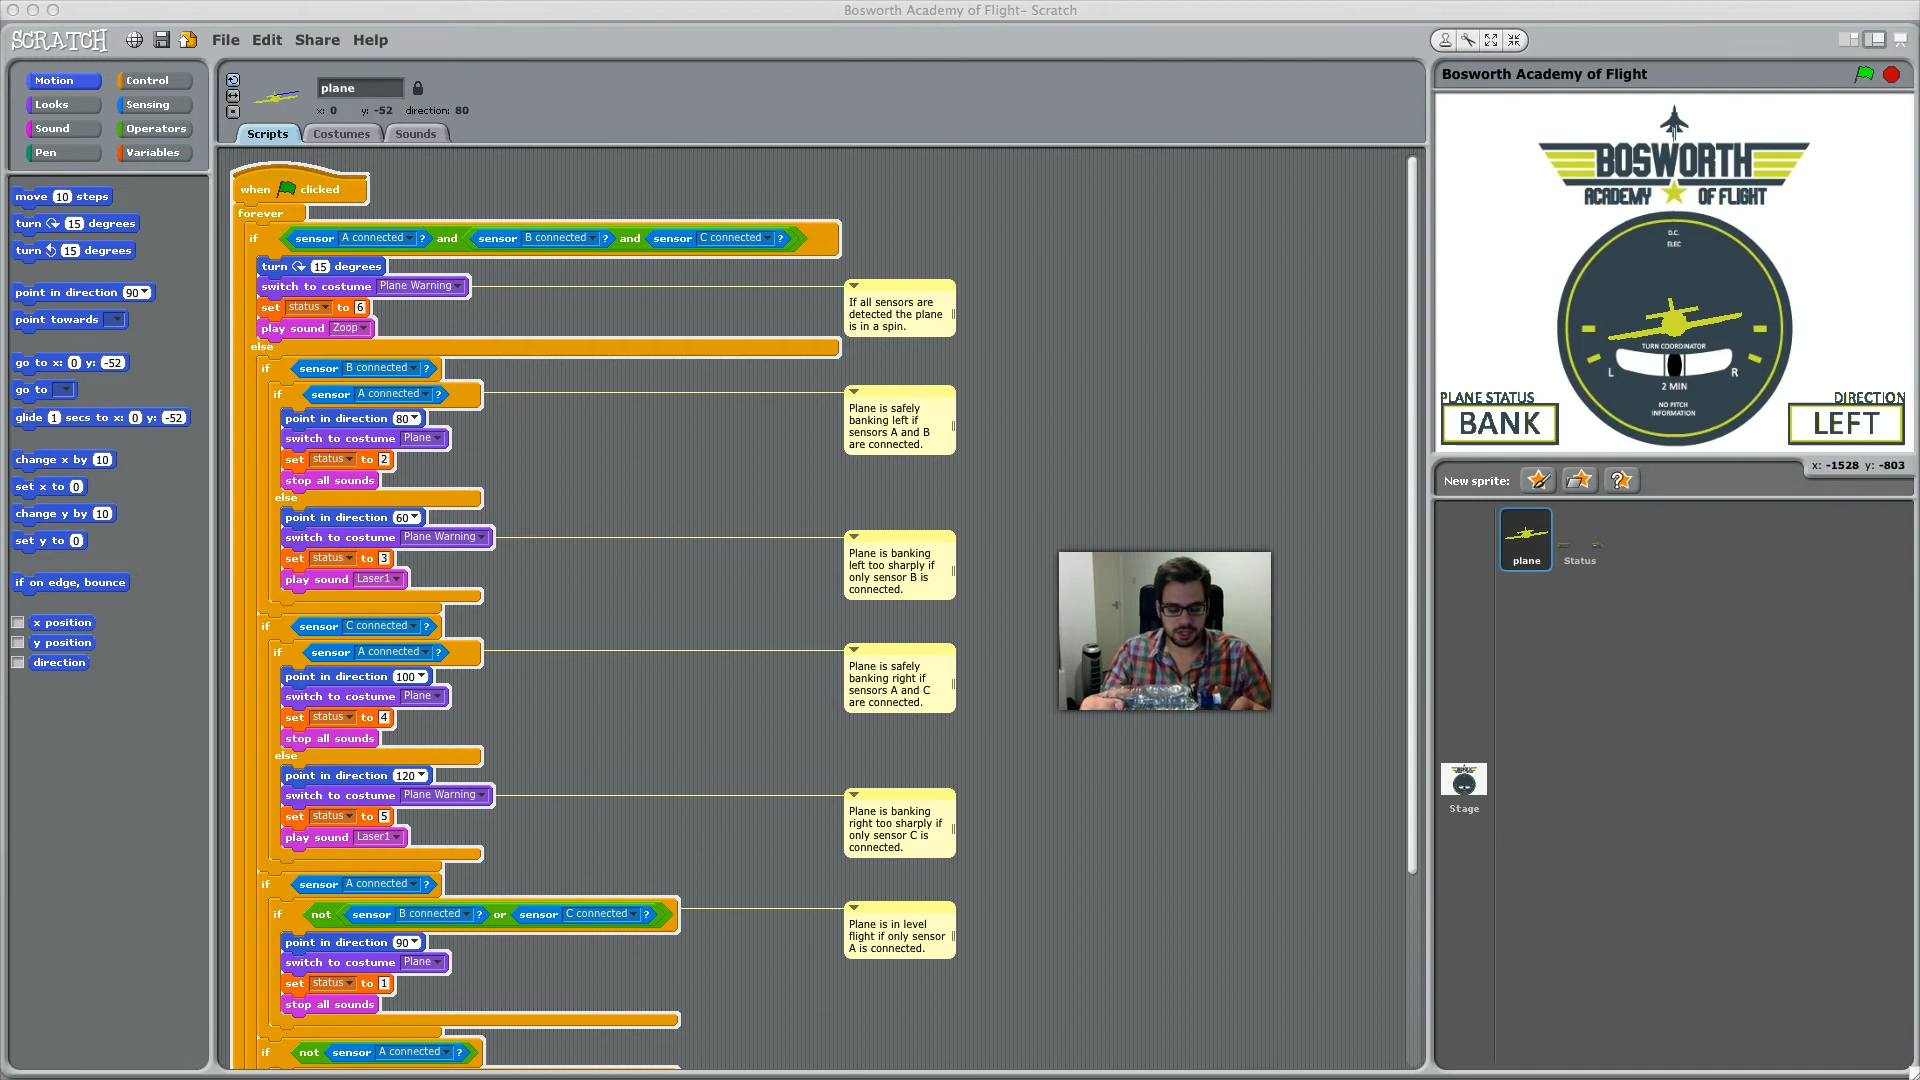 Bosworth Academy of Flight- Scratch
SCRATCH File Edit Share Help
Motion Control
Looks Sensing
Sound Operators
Pen Variables
move 10 steps
turn 15 degrees
turn 15 degrees
point in direction 90
point towards
go to x: 0 y: -52
go to
glide 1 secs to x: 0 y: -52
change x by 10
set x to 0
change y by 10
set y to 0
if on edge, bounce
x position
y position
direction
plane
x: 0 y: -52 direction: 80
Scripts Costumes Sounds
when clicked
forever
if sensor A connected ? and sensor B connected ? and sensor C connected ?
turn 15 degrees
switch to costume Plane Warning
set status to 6
play sound Zoop
else
if sensor B connected ?
if sensor A connected ?
point in direction 80
switch to costume Plane
set status to 2
stop all sounds
else
point in direction 60
switch to costume Plane Warning
set status to 3
play sound Laser1
if sensor C connected ?
if sensor A connected ?
point in direction 100
switch to costume Plane
set status to 4
stop all sounds
else
point in direction 120
switch to costume Plane Warning
set status to 5
play sound Laser1
if sensor A connected ?
if not sensor B connected ? or sensor C connected ?
point in direction 90
switch to costume Plane
set status to 1
stop all sounds
if not sensor A connected ?
If all sensors are
detected the plane
is in a spin.
Plane is safely
banking left if
sensors A and B
are connected.
Plane is banking
left too sharply if
only sensor B is
connected.
Plane is safely
banking right if
sensors A and C
are connected.
Plane is banking
right too sharply if
only sensor C is
connected.
Plane is in level
flight if only sensor
A is connected.
Bosworth Academy of Flight
BOSWORTH
ACADEMY OF FLIGHT
D.C.
ELEC
TURN COORDINATOR
L R
2 MIN
NO PITCH
INFORMATION
PLANE STATUS
BANK
DIRECTION
LEFT
x: -1528 y: -803
New sprite:
plane
Status
Stage